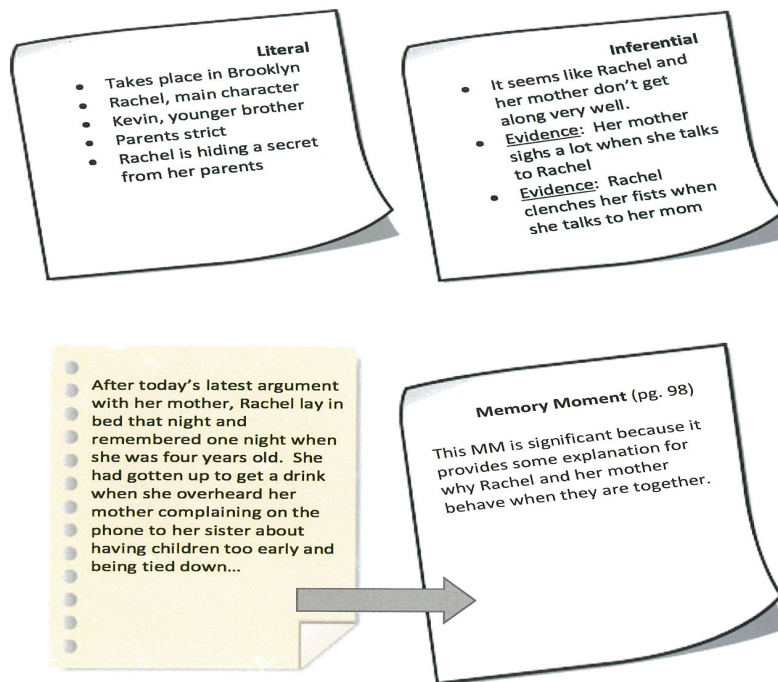 Literal
• Takes place in Brooklyn
• Rachel, main character
• Kevin, younger brother
• Parents strict
• Rachel is hiding a secret
from her parents
Inferential
• It seems like Rachel and
her mother don't get
along very well.
• Evidence: Her mother
sighs a lot when she talks
to Rachel
• Evidence: Rachel
clenches her fists when
she talks to her mom
After today's latest argument
with her mother, Rachel lay in
bed that night and
remembered one night when
she was four years old. She
had gotten up to get a drink
when she overheard her
mother complaining on the
phone to her sister about
having children too early and
being tied down...
Memory Moment (pg. 98)
This MM is significant because it
provides some explanation for
why Rachel and her mother
behave when they are together.